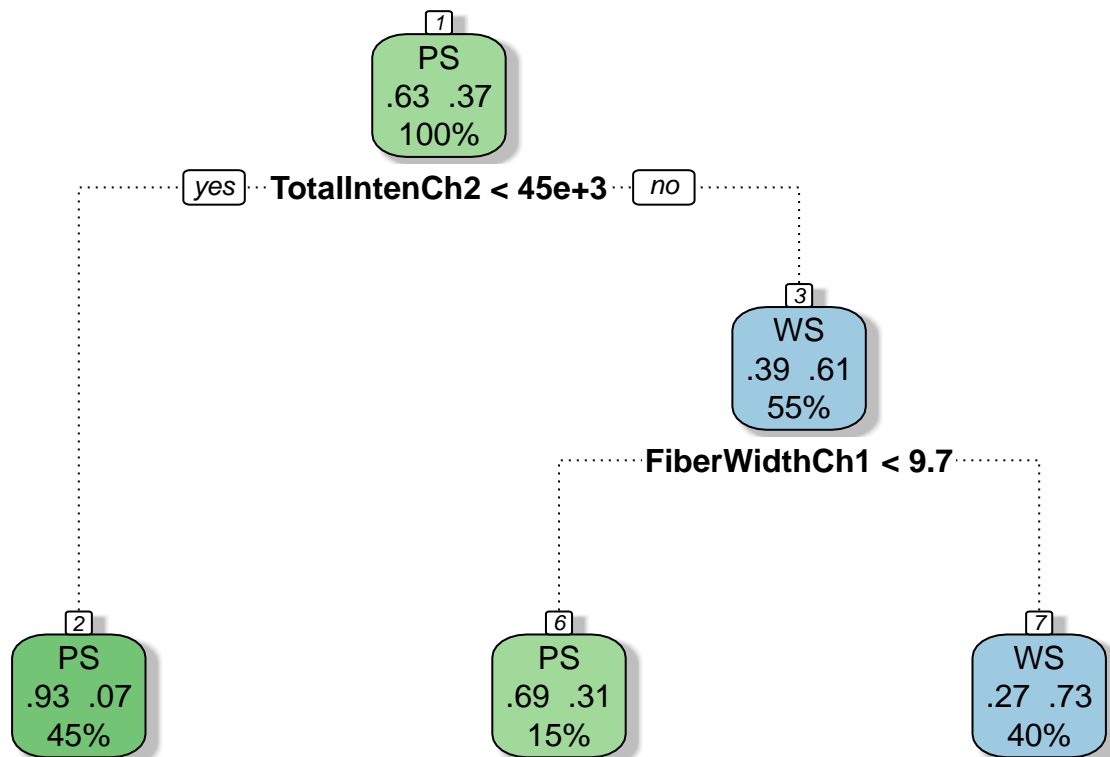 1
PS
.63 .37
100%
yes TotalIntenCh2 < 45e+3 no
3
WS
.39 .61
55%
FiberWidthCh1 < 9.7
2
PS
.93 .07
45%
6
PS
.69 .31
15%
7
WS
.27 .73
40%